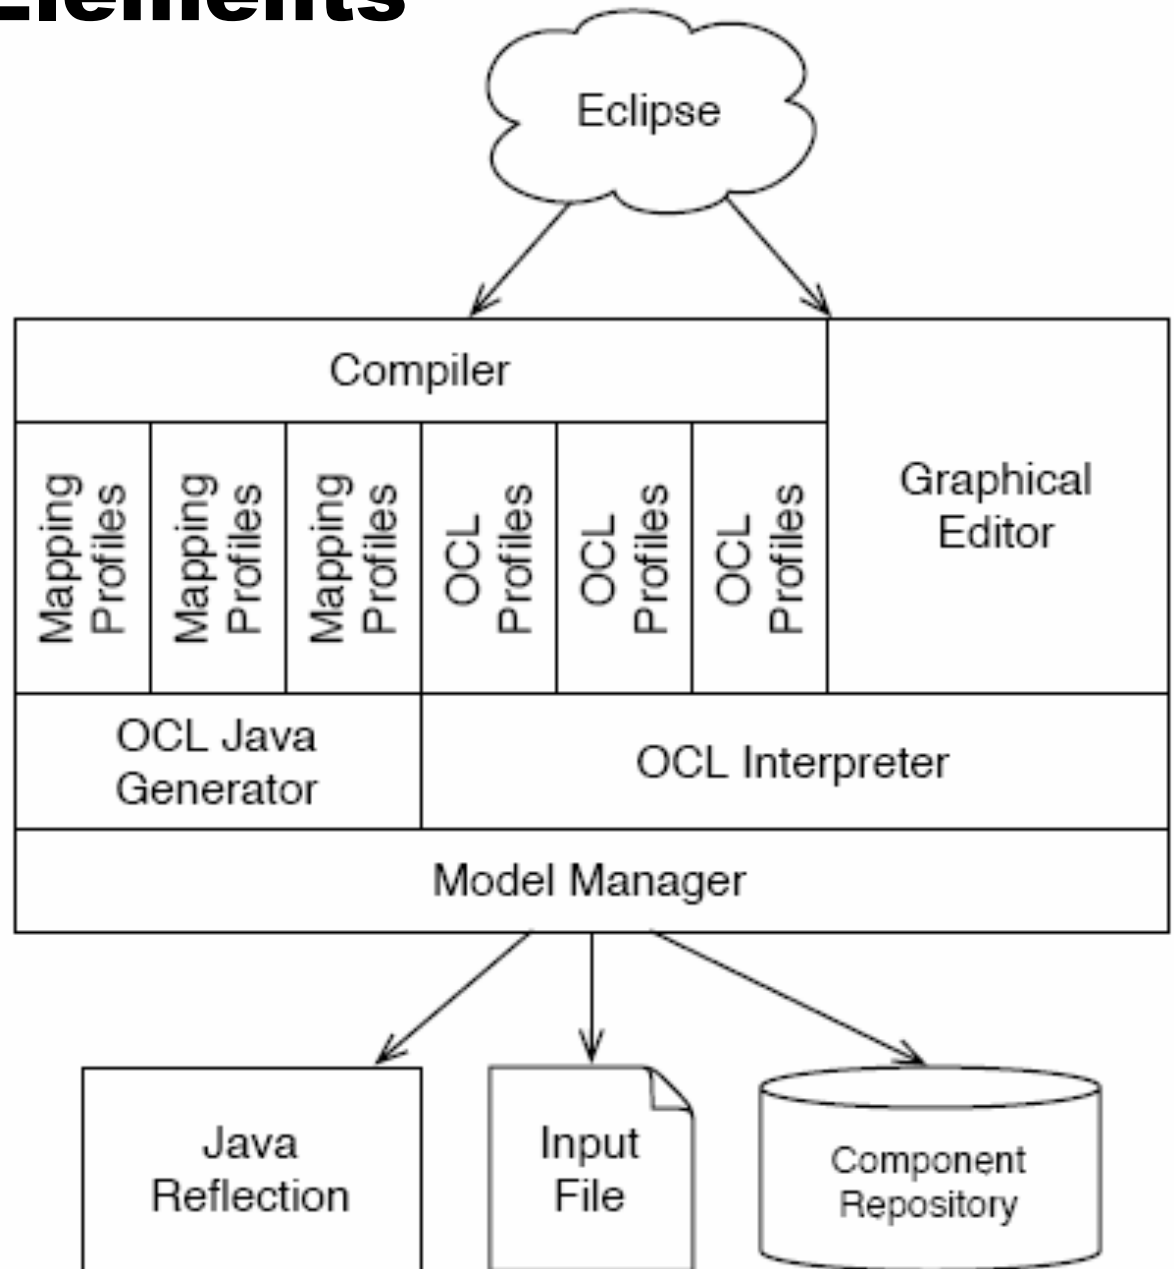 Elements
Eclipse
Compiler
Mapping
Profiles
Mapping
Profiles
Mapping
Profiles
OCL
Profiles
OCL
Profiles
OCL
Profiles
Graphical
Editor
OCL Java
Generator
OCL Interpreter
Model Manager
Java
Reflection
Input
File
Component
Repository